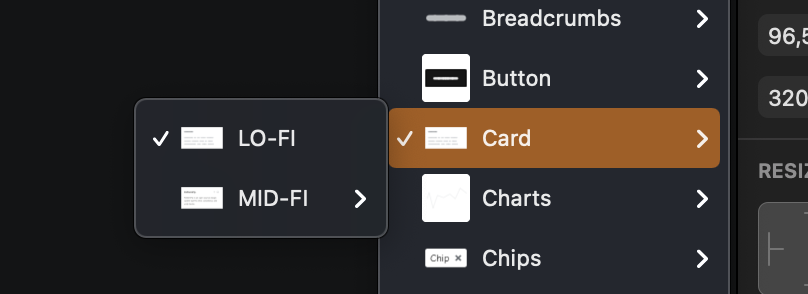 Breadcrumbs
96,5
Button
320
LO-FI
Card
RESIZ
MID-FI
Charts
Chip ×
Chips